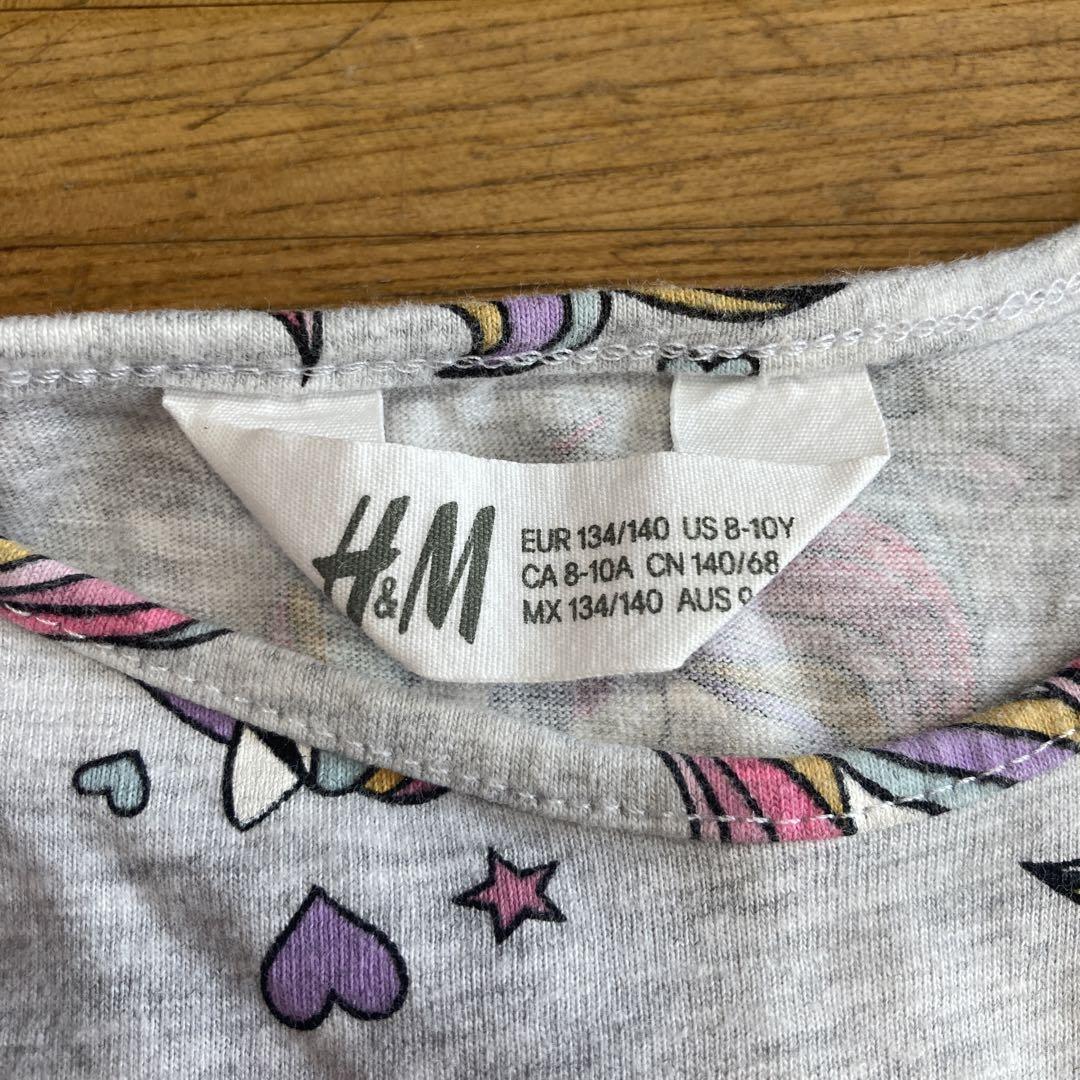 H&M
EUR 134/140 US 8-10Y
CA 8-10A CN 140/68
MX 134/140 AUS